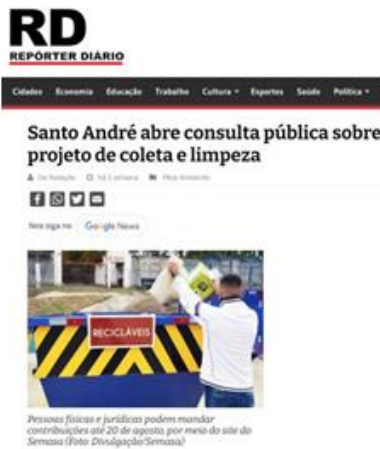 RD
REPÓRTER DIÁRIO
Cidades Economia Educação Trabalho Cultura Esportes Saúde Política
Santo André abre consulta pública sobre
projeto de coleta e limpeza
Da Redação há 1 semana Meio Ambiente
Nos siga no Google News
RECICLÁVEIS
Pessoas físicas e jurídicas podem mandar
contribuições até 20 de agosto, por meio do site do
Semasa (Foto: Divulgação/Semasa)